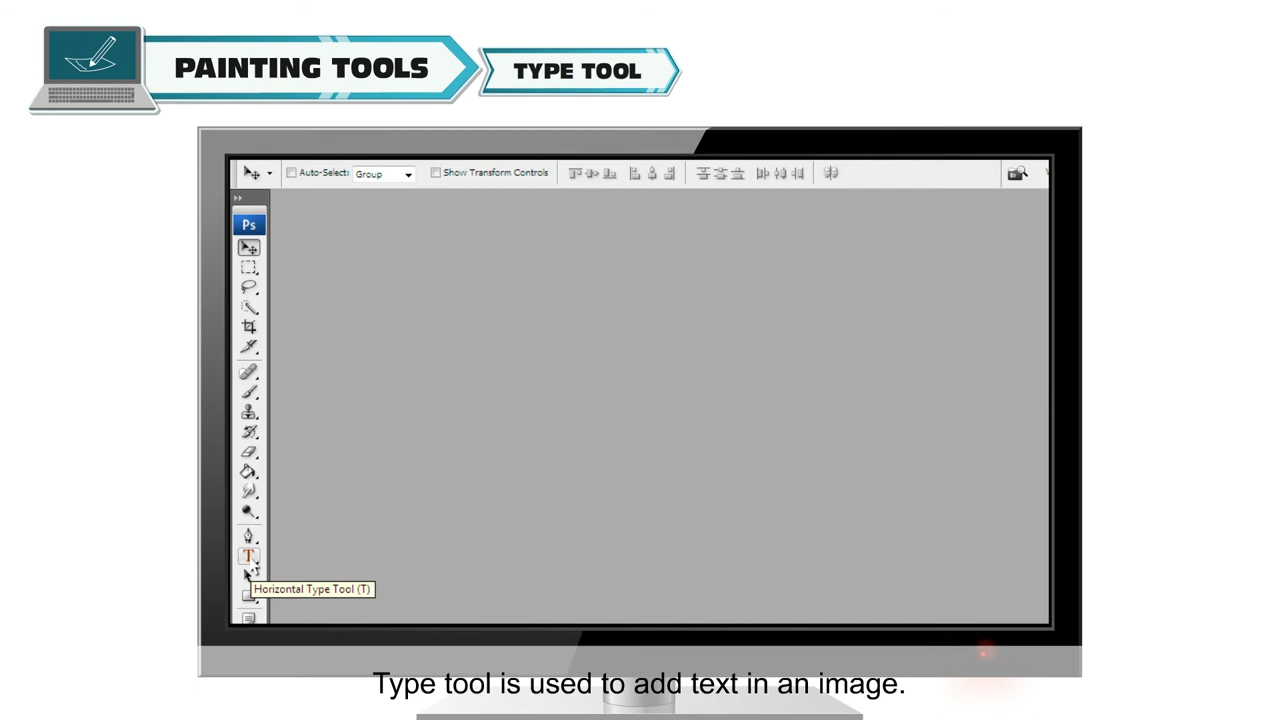 PAINTING TOOLS
TYPE TOOL
Auto-Select: Group Show Transform Controls
Ps
T
Horizontal Type Tool (T)
Type tool is used to add text in an image.